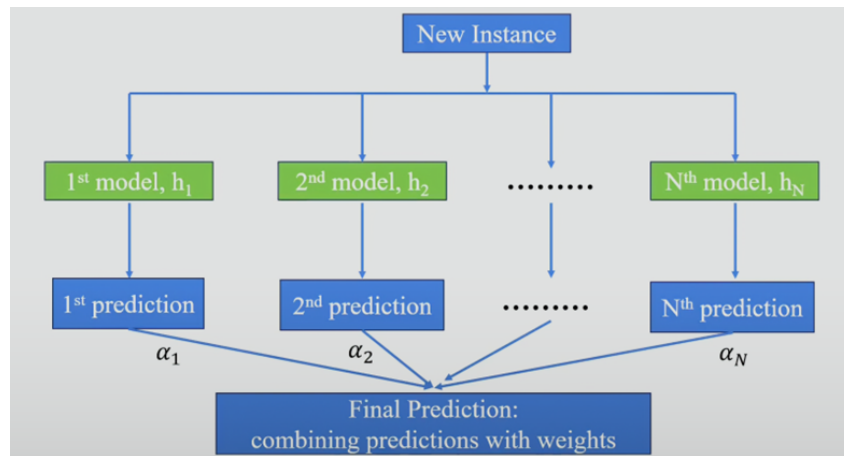 New Instance
1st model, h1
2nd model, h2
.........
Nth model, hN
1st prediction
2nd prediction
.........
Nth prediction
α1
α2
αN
Final Prediction:
combining predictions with weights